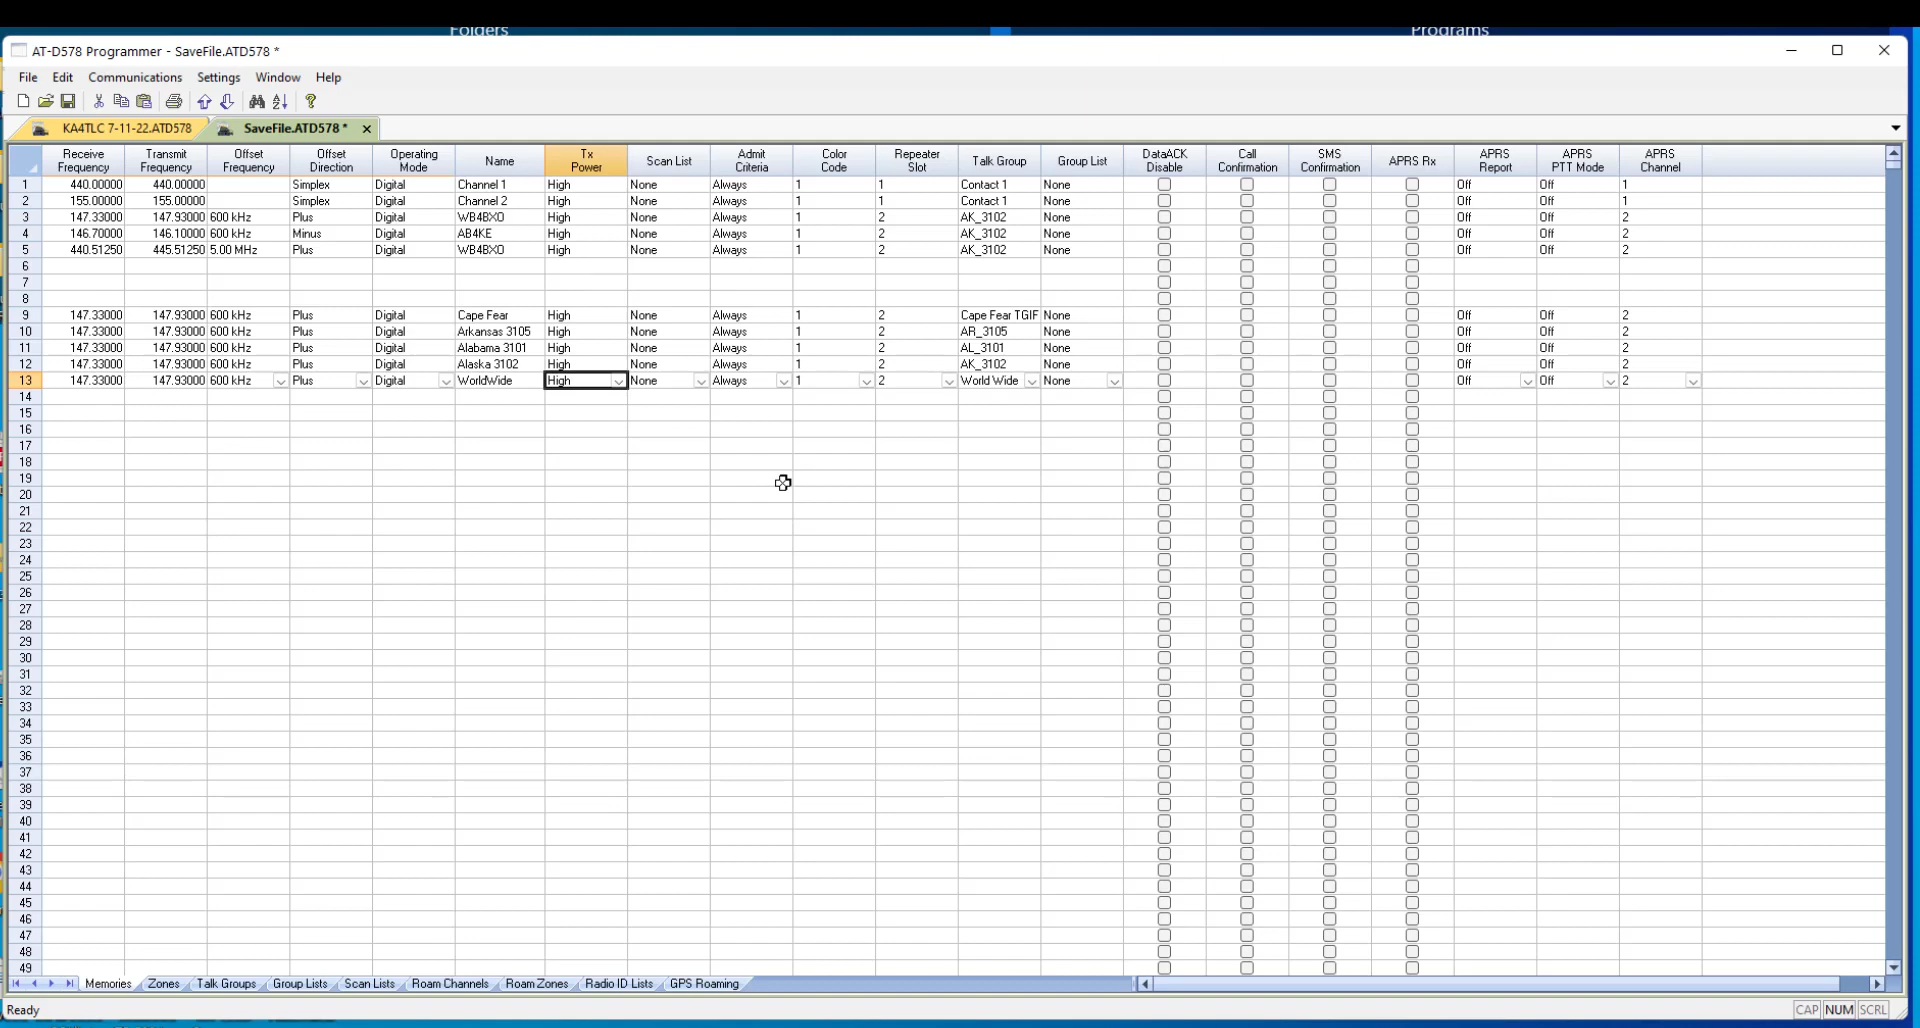 Folders Programs
AT-D578 Programmer - SaveFile.ATD578 *
File Edit Communications Settings Window Help
KA4TLC 7-11-22.ATD578 SaveFile.ATD578 *
Receive Frequency Transmit Frequency Offset Frequency Offset Direction Operating Mode Name Tx Power Scan List Admit Criteria Color Code Repeater Slot Talk Group Group List DataACK Disable Call Confirmation SMS Confirmation APRS Rx APRS Report APRS PTT Mode APRS Channel
1 440.00000 440.00000 Simplex Digital Channel 1 High None Always 1 1 Contact 1 None Off Off 1
2 155.00000 155.00000 Simplex Digital Channel 2 High None Always 1 1 Contact 1 None Off Off 1
3 147.33000 147.93000 600 kHz Plus Digital WB4BXO High None Always 1 2 AK_3102 None Off Off 2
4 146.70000 146.10000 600 kHz Minus Digital AB4KE High None Always 1 2 AK_3102 None Off Off 2
5 440.51250 445.51250 5.00 MHz Plus Digital WB4BXO High None Always 1 2 AK_3102 None Off Off 2
6
7
8
9 147.33000 147.93000 600 kHz Plus Digital Cape Fear High None Always 1 2 Cape Fear TGIF None Off Off 2
10 147.33000 147.93000 600 kHz Plus Digital Arkansas 3105 High None Always 1 2 AR_3105 None Off Off 2
11 147.33000 147.93000 600 kHz Plus Digital Alabama 3101 High None Always 1 2 AL_3101 None Off Off 2
12 147.33000 147.93000 600 kHz Plus Digital Alaska 3102 High None Always 1 2 AK_3102 None Off Off 2
13 147.33000 147.93000 600 kHz Plus Digital WorldWide High None Always 1 2 World Wide None Off Off 2
14
15
16
17
18
19
20
21
22
23
24
25
26
27
28
29
30
31
32
33
34
35
36
37
38
39
40
41
42
43
44
45
46
47
48
49
Memories Zones Talk Groups Group Lists Scan Lists Roam Channels Roam Zones Radio ID Lists GPS Roaming
Ready CAP NUM SCRL